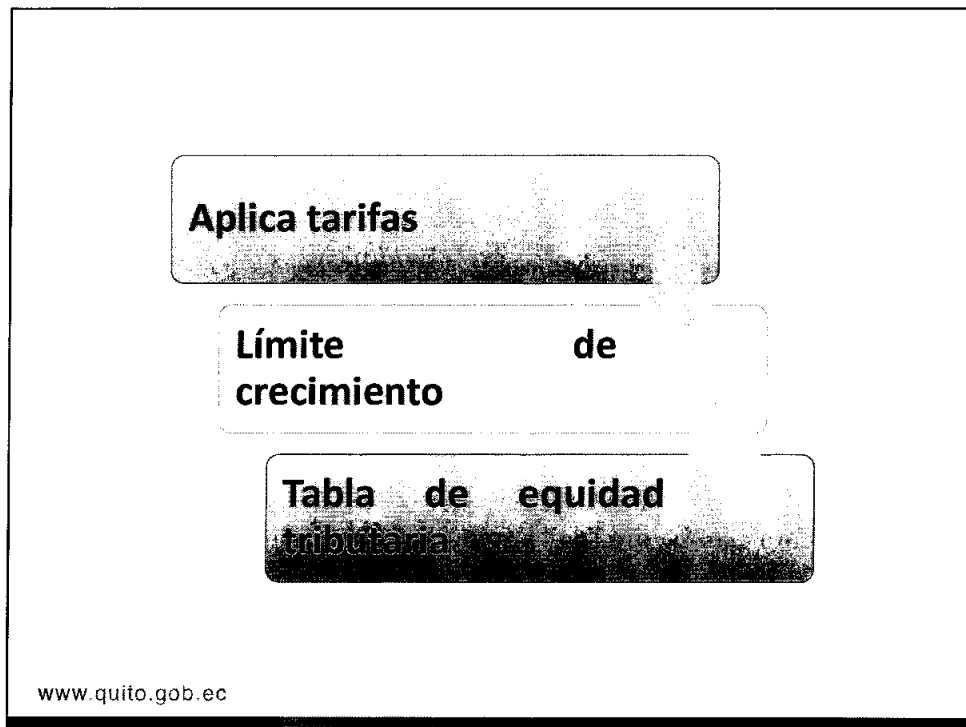 Aplica tarifas
Límite de
crecimiento
Tabla de equidad
tributaria
www.quito.gob.ec